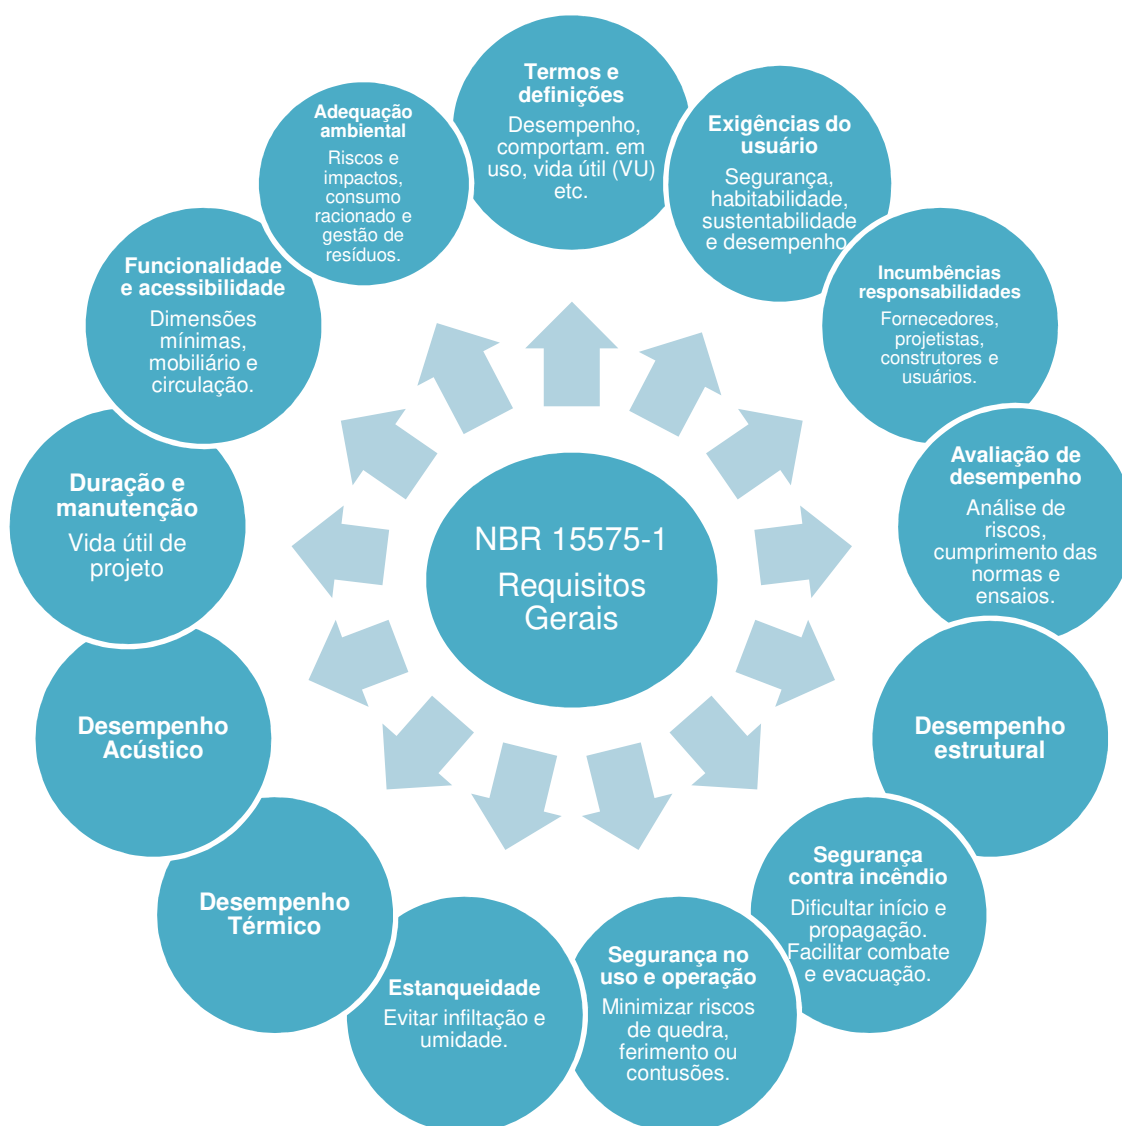 Termos e
definições
Desempenho,
comportam. em
uso, vida útil (VU)
etc.
Exigências do
usuário
Segurança,
habitabilidade,
sustentabilidade
e desempenho.
Incumbências
responsabilidades
Fornecedores,
projetistas,
construtores e
usuários.
Avaliação de
desempenho
Análise de
riscos,
cumprimento das
normas e
ensaios.
Desempenho
estrutural
Segurança
contra incêndio
Dificultar início e
propagação.
Facilitar combate
e evacuação.
Segurança no
uso e operação
Minimizar riscos
de quedra,
ferimento ou
contusões.
Estanqueidade
Evitar infiltação e
umidade.
Desempenho
Térmico
Desempenho
Acústico
Duração e
manutenção
Vida útil de
projeto
Funcionalidade
e acessibilidade
Dimensões
mínimas,
mobiliário e
circulação.
Adequação
ambiental
Riscos e
impactos,
consumo
racionado e
gestão de
resíduos.
NBR 15575-1
Requisitos
Gerais